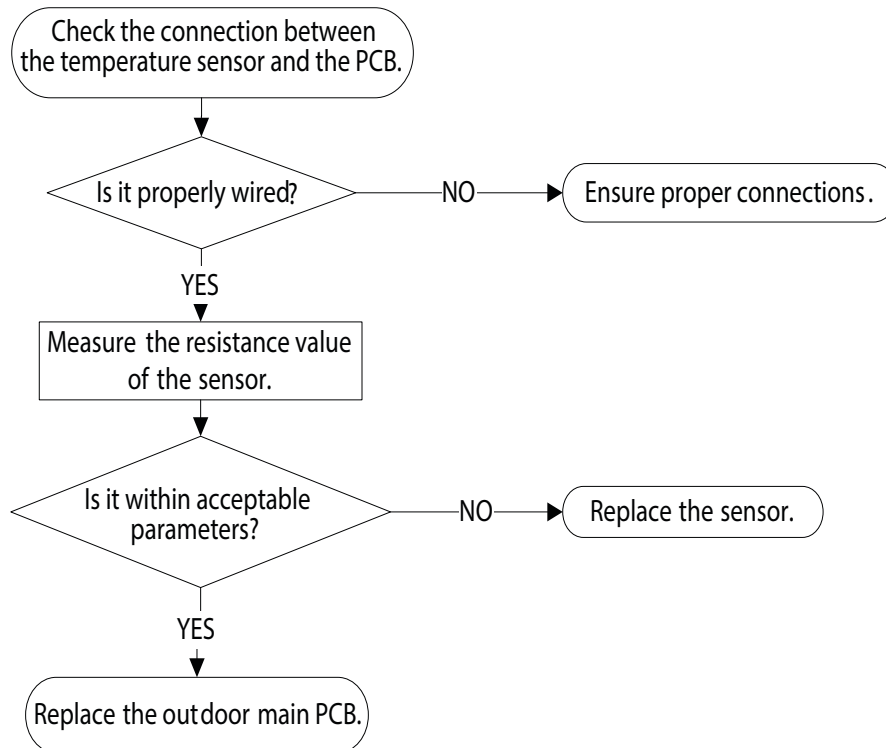 Check the connection between
the temperature sensor and the PCB.
Is it properly wired?
NO
Ensure proper connections.
YES
Measure the resistance value
of the sensor.
Is it within acceptable
parameters?
NO
Replace the sensor.
YES
Replace the outdoor main PCB.